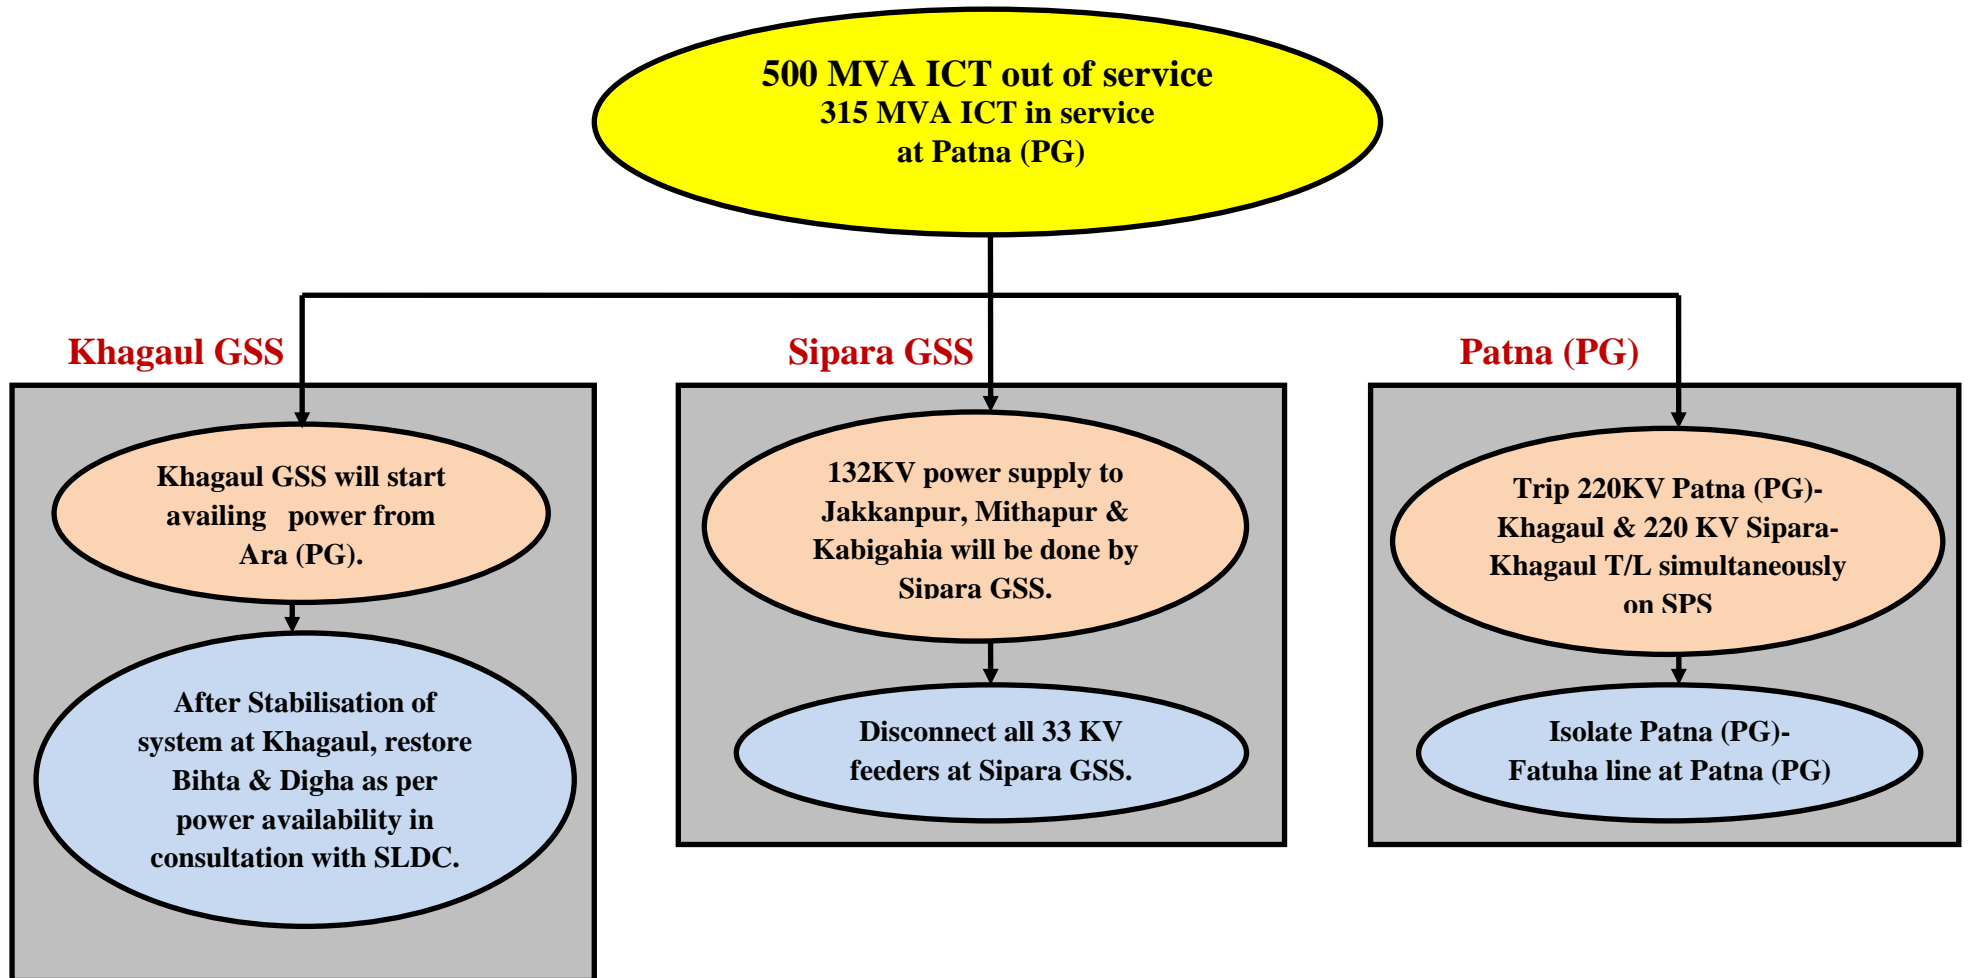 500 MVA ICT out of service
315 MVA ICT in service
at Patna (PG)
Khagaul GSS
Khagaul GSS will start
availing power from
Ara (PG).
After Stabilisation of
system at Khagaul, restore
Bihta & Digha as per
power availability in
consultation with SLDC.
Sipara GSS
132KV power supply to
Jakkanpur, Mithapur &
Kabigahia will be done by
Sipara GSS.
Disconnect all 33 KV
feeders at Sipara GSS.
Patna (PG)
Trip 220KV Patna (PG)-
Khagaul & 220 KV Sipara-
Khagaul T/L simultaneously
on SPS
Isolate Patna (PG)-
Fatuha line at Patna (PG)